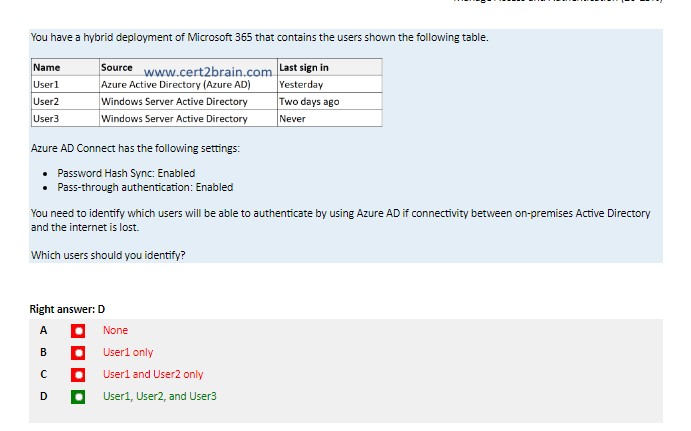 You have a hybrid deployment of Microsoft 365 that contains the users shown the following table.
Name Source Last sign in
www.cert2brain.com
User1 Azure Active Directory (Azure AD) Yesterday
User2 Windows Server Active Directory Two days ago
User3 Windows Server Active Directory Never
Azure AD Connect has the following settings:
• Password Hash Sync: Enabled
• Pass-through authentication: Enabled
You need to identify which users will be able to authenticate by using Azure AD if connectivity between on-premises Active Directory
and the internet is lost.
Which users should you identify?
Right answer: D
A None
B User1 only
C User1 and User2 only
D User1, User2, and User3